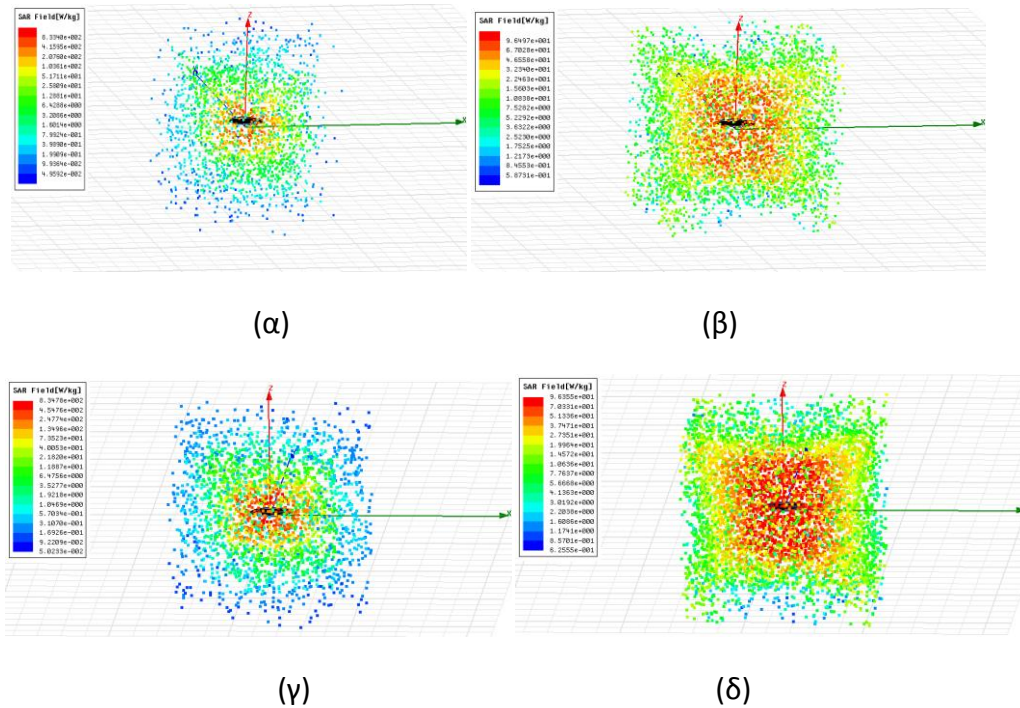 SAR Field[W/kg]
8.3340e+002
4.1595e+002
2.0760e+002
1.0361e+002
5.1711e+001
2.5809e+001
1.2881e+001
6.4288e+000
3.2086e+000
1.6014e+000
7.9924e-001
3.9890e-001
1.9909e-001
9.9364e-002
4.9592e-002
Z
X
(α)
SAR Field[W/kg]
9.6497e+001
6.7028e+001
4.6558e+001
3.2340e+001
2.2463e+001
1.5603e+001
1.0838e+001
7.5282e+000
5.2292e+000
3.6322e+000
2.5230e+000
1.7525e+000
1.2173e+000
8.4553e-001
5.8731e-001
Z
X
(β)
SAR Field[W/kg]
8.3478e+002
4.5476e+002
2.4774e+002
1.3496e+002
7.3523e+001
4.0053e+001
2.1820e+001
1.1887e+001
6.4756e+000
3.5277e+000
1.9218e+000
1.0469e+000
5.7034e-001
3.1070e-001
1.6926e-001
9.2209e-002
5.0233e-002
Z
X
(γ)
SAR Field[W/kg]
9.6355e+001
7.0331e+001
5.1336e+001
3.7471e+001
2.7351e+001
1.9964e+001
1.4572e+001
1.0636e+001
7.7637e+000
5.6668e+000
4.1363e+000
3.0192e+000
2.2038e+000
1.6086e+000
1.1741e+000
8.5701e-001
6.2555e-001
Z
(δ)